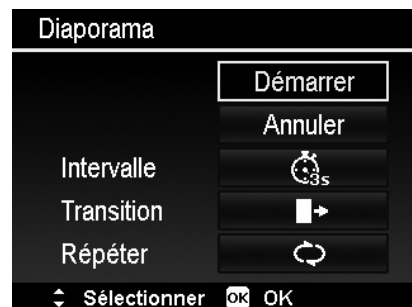 Diaporama
Démarrer
Annuler
Intervalle 3s
Transition
Répéter
Sélectionner OK OK